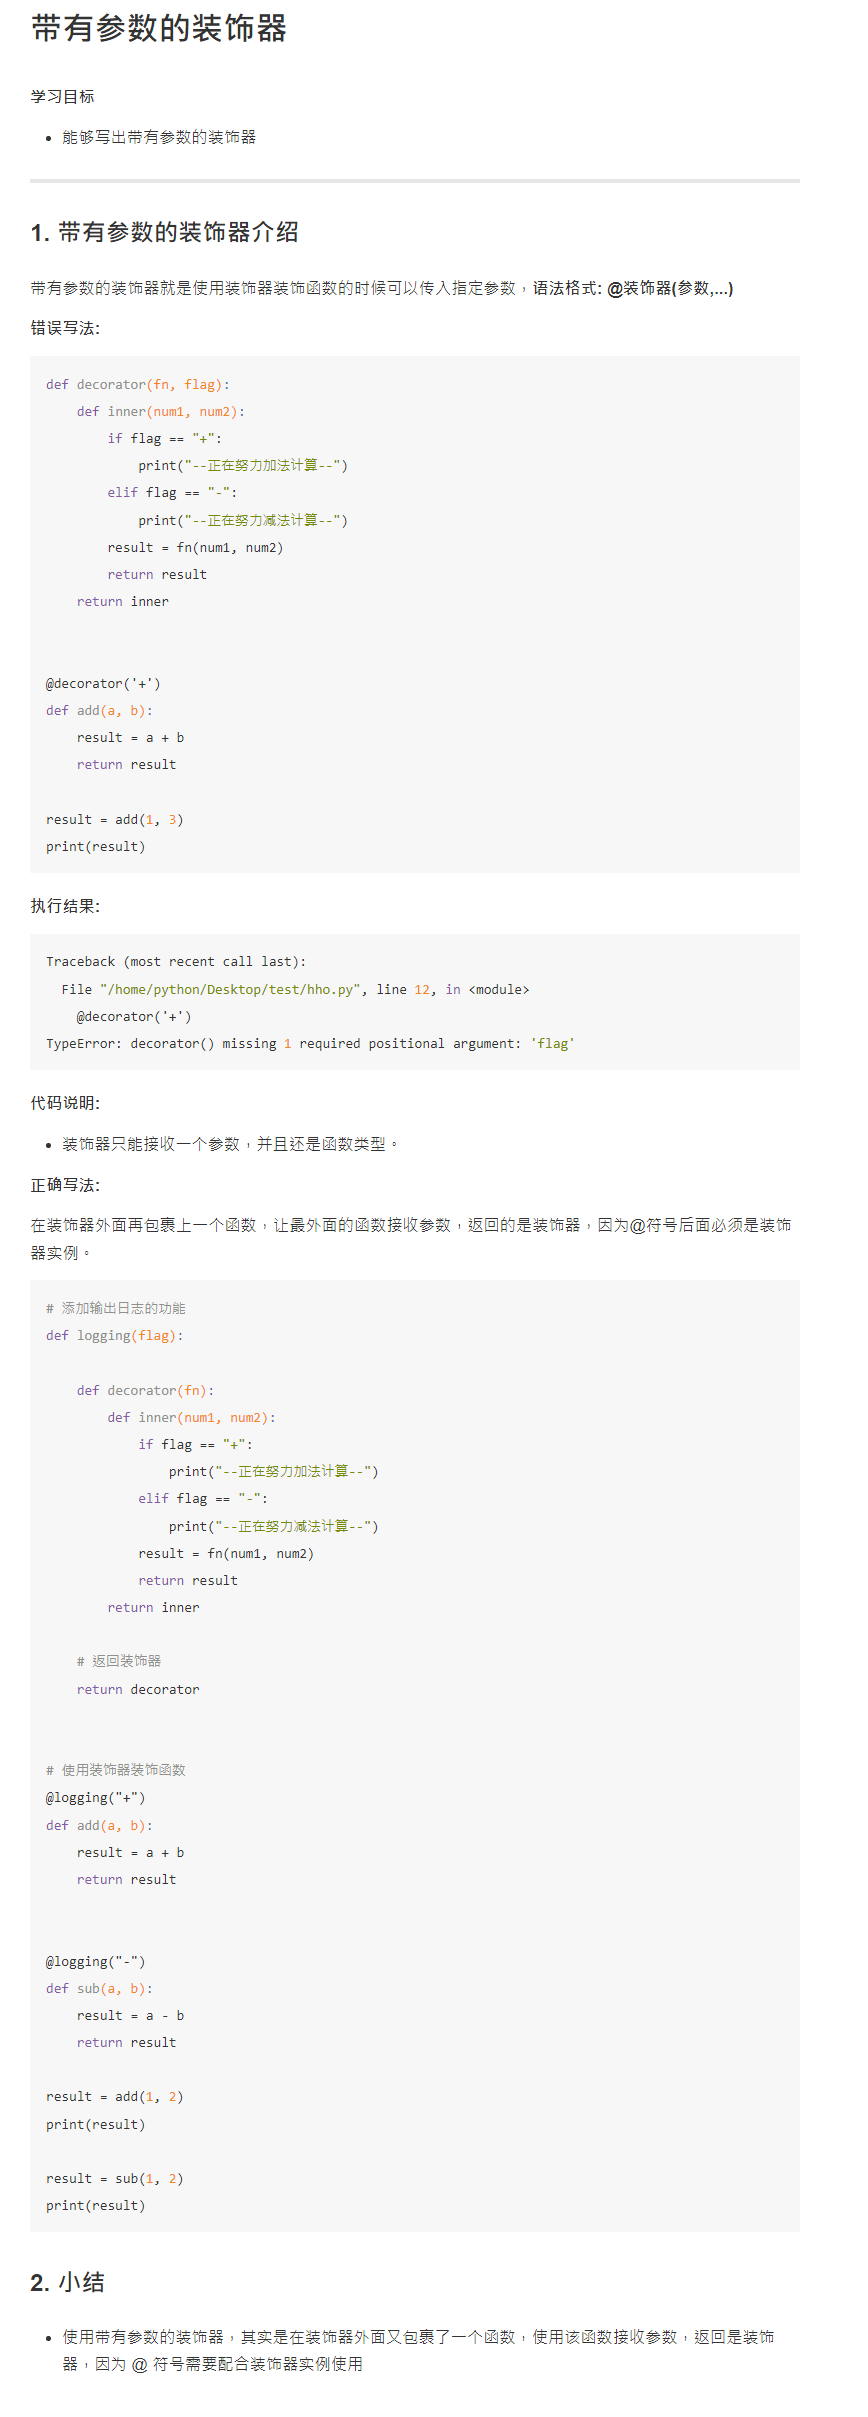 带有参数的装饰器
学习目标
• 能够写出带有参数的装饰器
1. 带有参数的装饰器介绍
带有参数的装饰器就是使用装饰器装饰函数的时候可以传入指定参数，语法格式: @装饰器(参数,...)
错误写法:
def decorator(fn, flag):
    def inner(num1, num2):
        if flag == "+":
            print("--正在努力加法计算--")
        elif flag == "-":
            print("--正在努力减法计算--")
        result = fn(num1, num2)
        return result
    return inner
@decorator('+')
def add(a, b):
    result = a + b
    return result
result = add(1, 3)
print(result)
执行结果:
Traceback (most recent call last):
  File "/home/python/Desktop/test/hho.py", line 12, in <module>
    @decorator('+')
TypeError: decorator() missing 1 required positional argument: 'flag'
代码说明:
• 装饰器只能接收一个参数，并且还是函数类型。
正确写法:
在装饰器外面再包裹上一个函数，让最外面的函数接收参数，返回的是装饰器，因为@符号后面必须是装饰
器实例。
# 添加输出日志的功能
def logging(flag):
    def decorator(fn):
        def inner(num1, num2):
            if flag == "+":
                print("--正在努力加法计算--")
            elif flag == "-":
                print("--正在努力减法计算--")
            result = fn(num1, num2)
            return result
        return inner
    # 返回装饰器
    return decorator
# 使用装饰器装饰函数
@logging("+")
def add(a, b):
    result = a + b
    return result
@logging("-")
def sub(a, b):
    result = a - b
    return result
result = add(1, 2)
print(result)
result = sub(1, 2)
print(result)
2. 小结
• 使用带有参数的装饰器，其实是在装饰器外面又包裹了一个函数，使用该函数接收参数，返回是装饰
器，因为 @ 符号需要配合装饰器实例使用